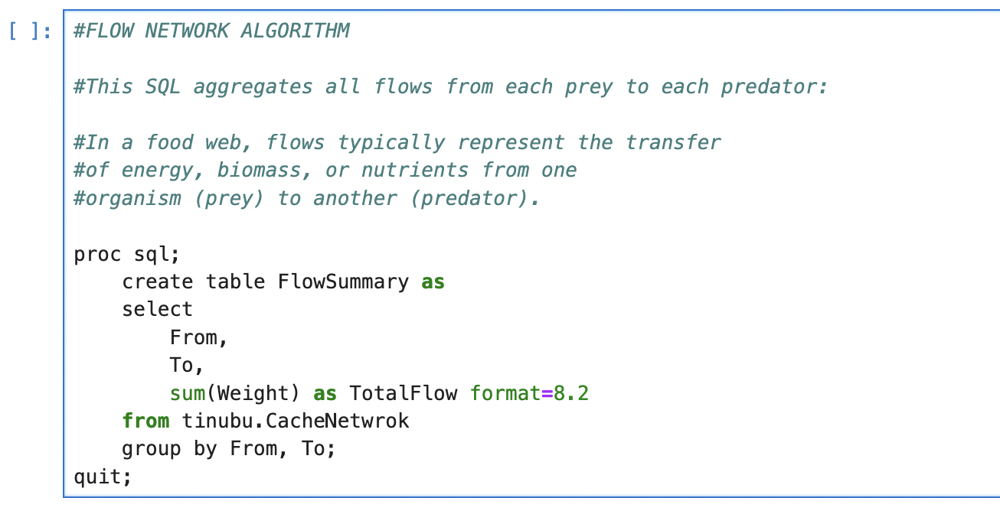 [ ]: #FLOW NETWORK ALGORITHM
#This SQL aggregates all flows from each prey to each predator:
#In a food web, flows typically represent the transfer
#of energy, biomass, or nutrients from one
#organism (prey) to another (predator).
proc sql;
    create table FlowSummary as
    select
        From,
        To,
        sum(Weight) as TotalFlow format=8.2
    from tinubu.CacheNetwrok
    group by From, To;
quit;